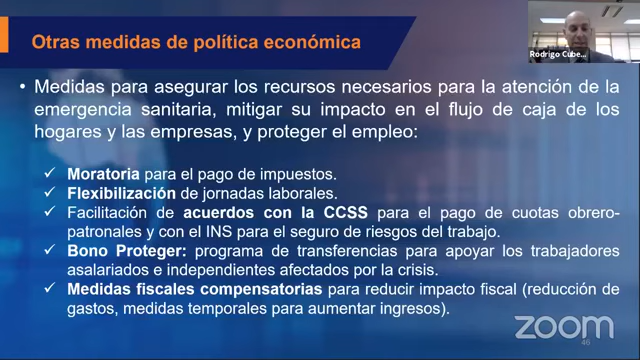 Otras medidas de política económica
Rodrigo Cube...
• Medidas para asegurar los recursos necesarios para la atención de la
emergencia sanitaria, mitigar su impacto en el flujo de caja de los
hogares y las empresas, y proteger el empleo:
✓ Moratoria para el pago de impuestos.
✓ Flexibilización de jornadas laborales.
✓ Facilitación de acuerdos con la CCSS para el pago de cuotas obrero-
patronales y con el INS para el seguro de riesgos del trabajo.
✓ Bono Proteger: programa de transferencias para apoyar los trabajadores
asalariados e independientes afectados por la crisis.
✓ Medidas fiscales compensatorias para reducir impacto fiscal (reducción de
gastos, medidas temporales para aumentar ingresos).
zoom
46